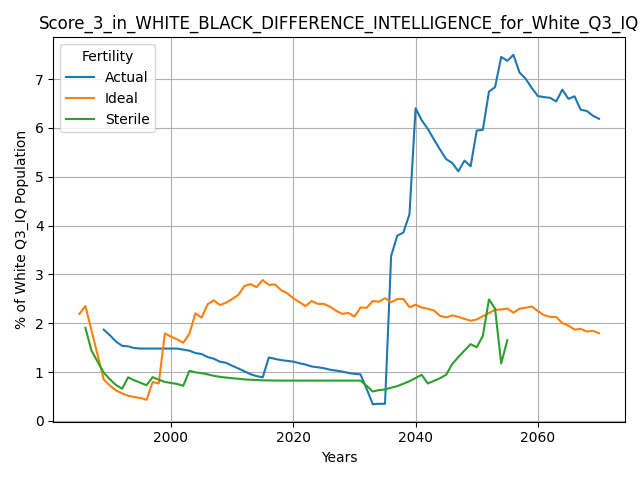 Score_3_in_WHITE_BLACK_DIFFERENCE_INTELLIGENCE_for_White_Q3_IQ
Fertility
Actual
Ideal
Sterile
% of White Q3_IQ Population
7
6
5
4
3
2
1
0
2000 2020 2040 2060
Years